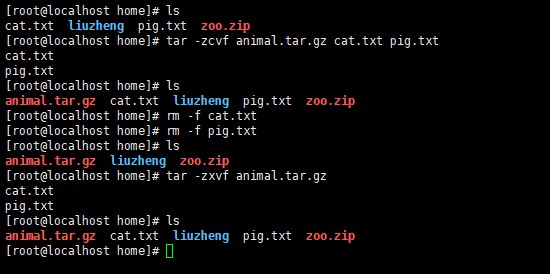 [root@localhost home]# ls
cat.txt liuzheng pig.txt zoo.zip
[root@localhost home]# tar -zcvf animal.tar.gz cat.txt pig.txt
cat.txt
pig.txt
[root@localhost home]# ls
animal.tar.gz cat.txt liuzheng pig.txt zoo.zip
[root@localhost home]# rm -f cat.txt
[root@localhost home]# rm -f pig.txt
[root@localhost home]# ls
animal.tar.gz liuzheng zoo.zip
[root@localhost home]# tar -zxvf animal.tar.gz
cat.txt
pig.txt
[root@localhost home]# ls
animal.tar.gz cat.txt liuzheng pig.txt zoo.zip
[root@localhost home]#